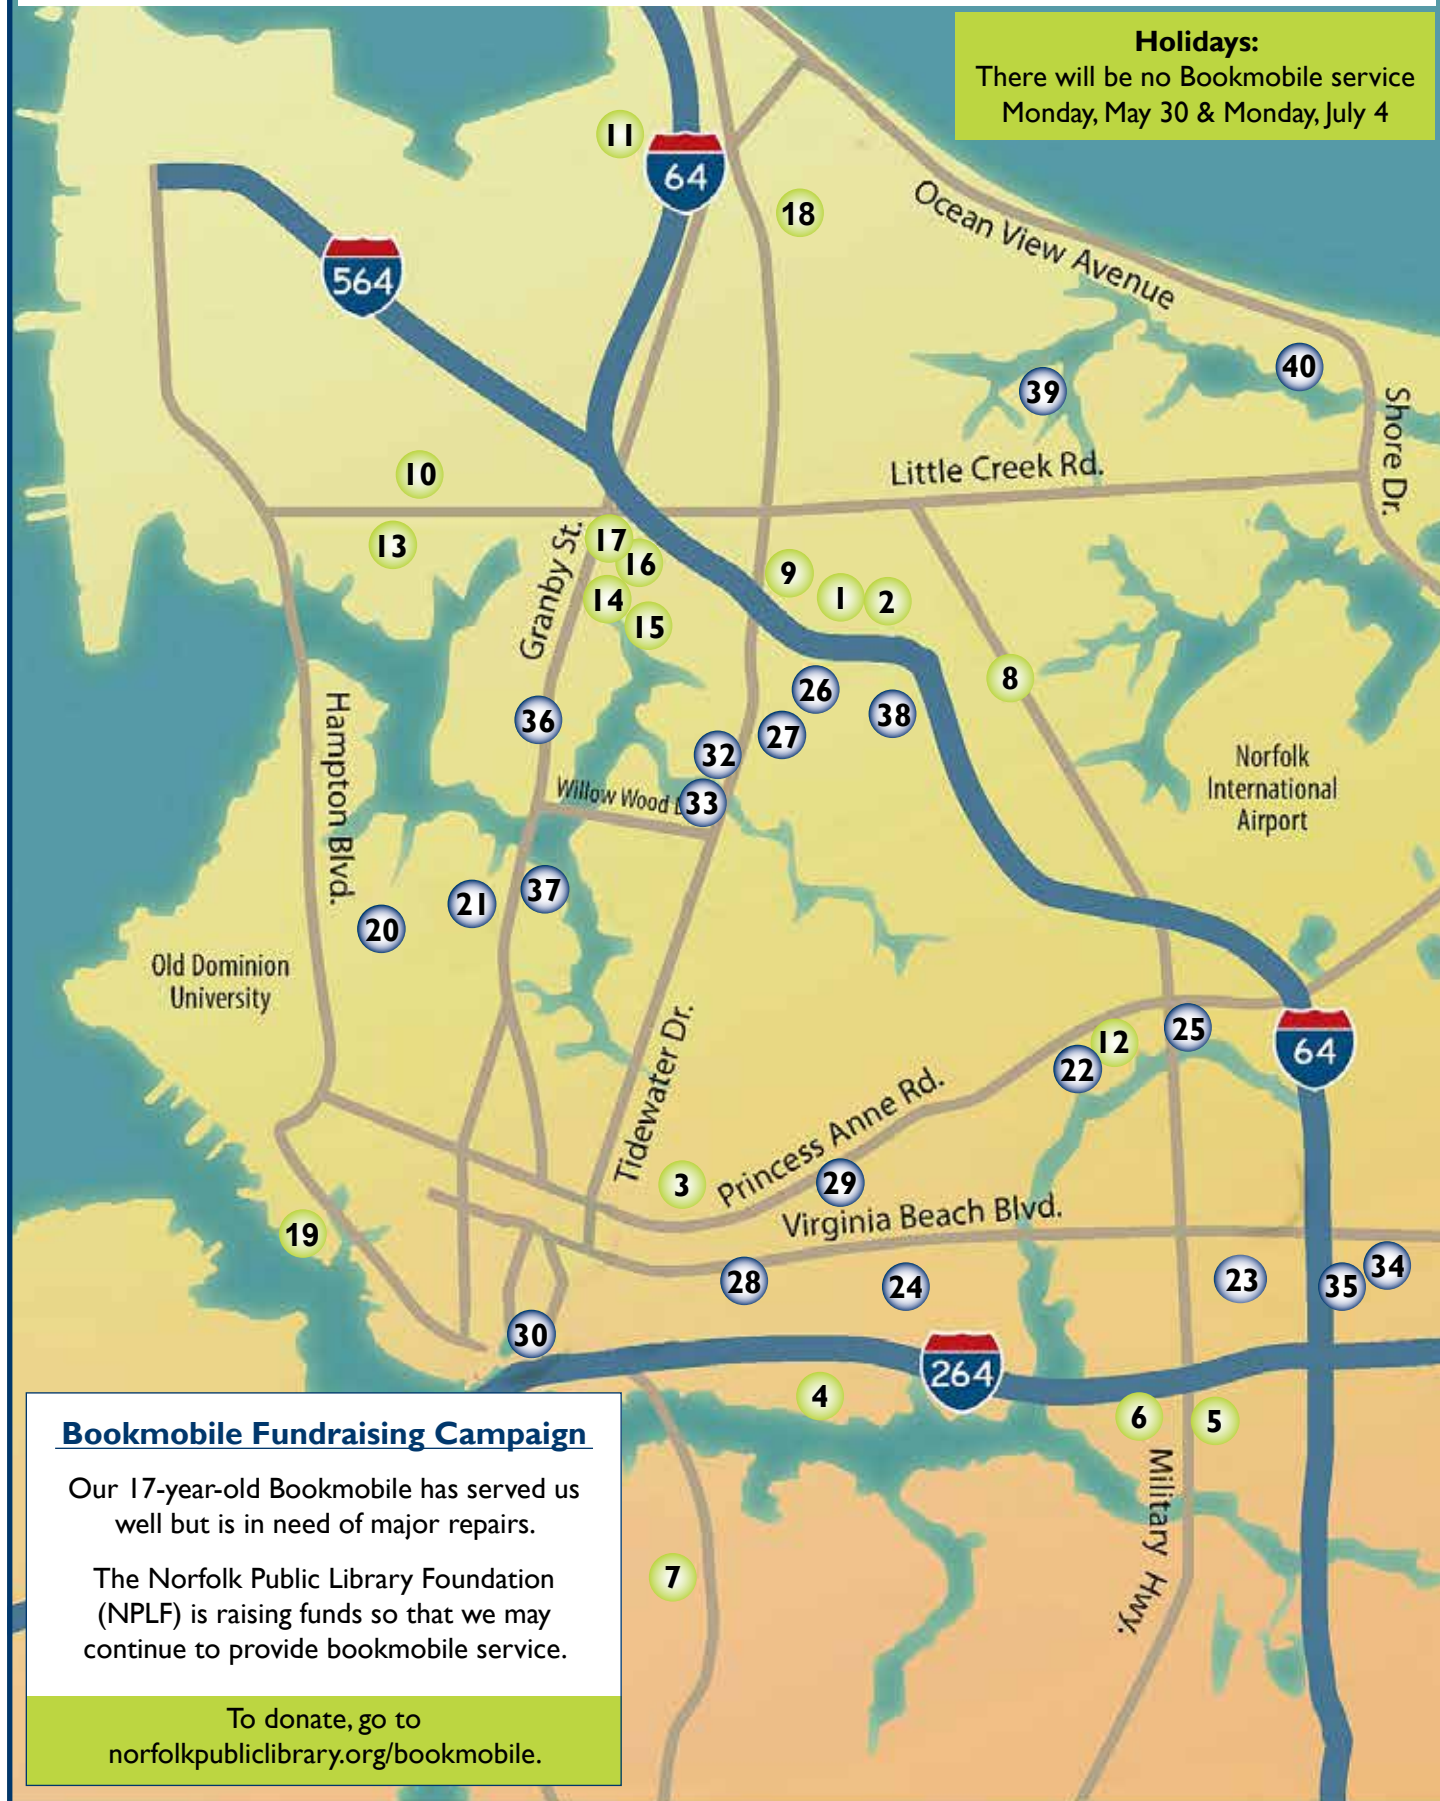 Holidays:
There will be no Bookmobile service
Monday, May 30 & Monday, July 4
11
64
18
Ocean View Avenue
564
40
39
Shore Dr.
Little Creek Rd.
10
13
17
16
Granby St.
9
1
2
14
15
8
26
38
36
27
32
Hampton Blvd.
Norfolk
International
Airport
Willow Wood
33
37
21
20
Old Dominion
University
Tidewater Dr.
25
12
22
64
Princess Anne Rd.
3
29
Virginia Beach Blvd.
19
28
24
23
35
34
30
264
4
6
5
Military Hwy.
7
Bookmobile Fundraising Campaign
Our 17-year-old Bookmobile has served us
well but is in need of major repairs.
The Norfolk Public Library Foundation
(NPLF) is raising funds so that we may
continue to provide bookmobile service.
To donate, go to
norfolkpubliclibrary.org/bookmobile.